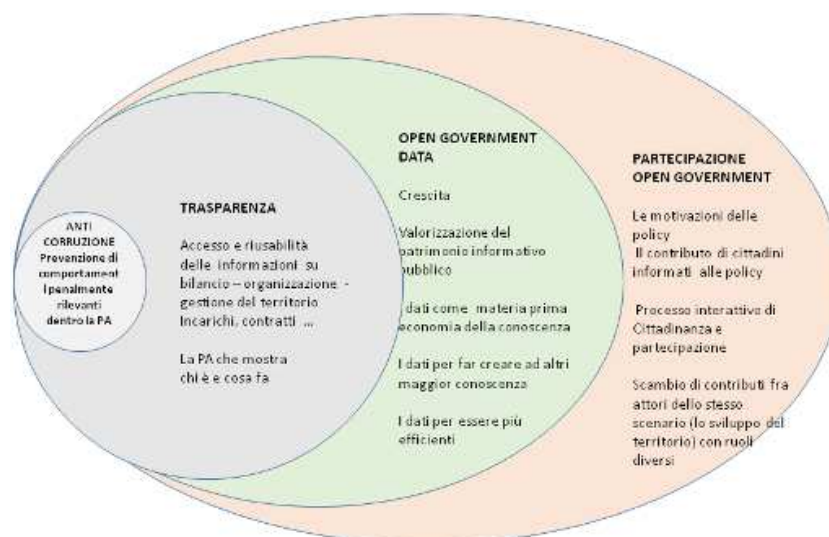 ANTI
CORRUZIONE
Prevenzione di
comportament
i penalmente
rilevanti
dentro la PA
TRASPARENZA
Accesso e riusabilità
delle informazioni su
bilancio – organizzazione -
gestione del territorio
Incarichi, contratti ...
La PA che mostra
chi è e cosa fa
OPEN GOVERNMENT
DATA
Crescita
Valorizzazione del
patrimonio informativo
pubblico
I dati come materia prima
economia della conoscenza
I dati per far creare ad altri
maggior conoscenza
I dati per essere più
efficienti
PARTECIPAZIONE
OPEN GOVERNMENT
Le motivazioni delle
policy
Il contributo di cittadini
informati alle policy
Processo interattivo di
Cittadinanza e
partecipazione
Scambio di contributi fra
attori dello stesso
scenario (lo sviluppo del
territorio) con ruoli
diversi